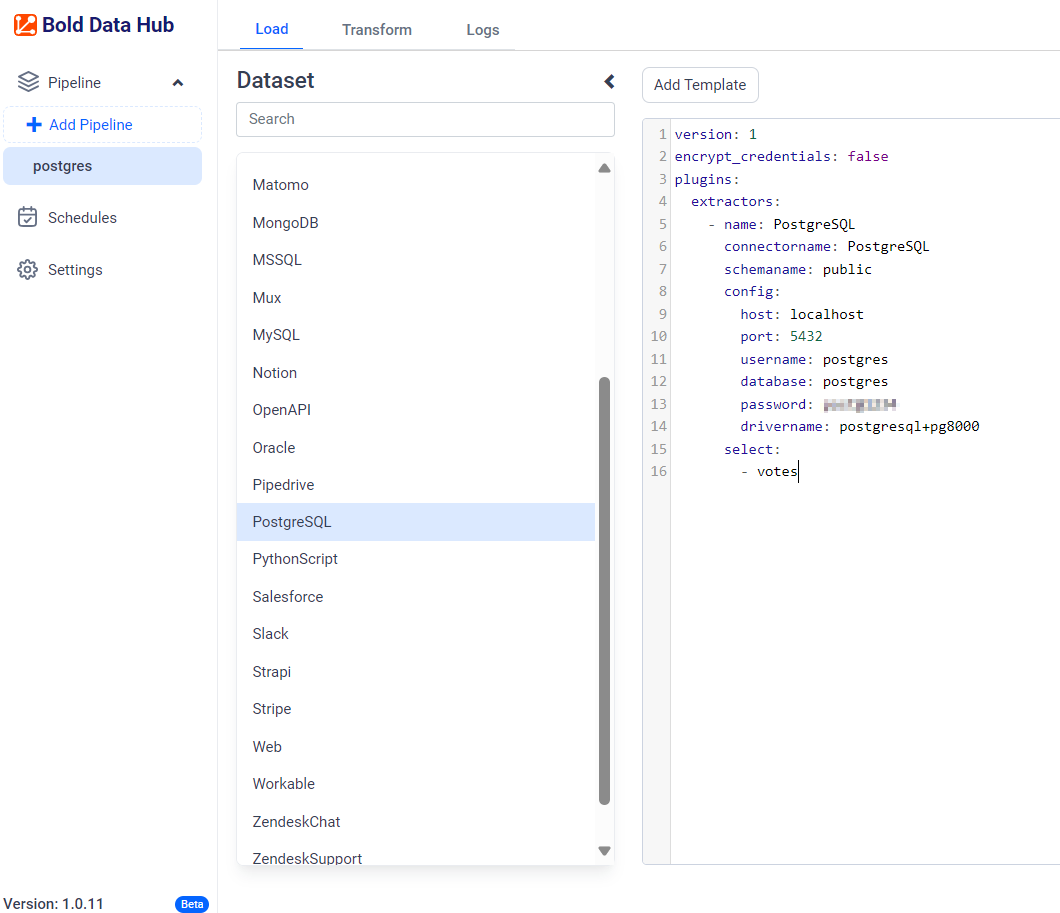 Bold Data Hub
Pipeline
Add Pipeline
postgres
Schedules
Settings
Version: 1.0.11
Beta
Load
Transform
Logs
Dataset
Search
Matomo
MongoDB
MSSQL
Mux
MySQL
Notion
OpenAPI
Oracle
Pipedrive
PostgreSQL
PythonScript
Salesforce
Slack
Strapi
Stripe
Web
Workable
ZendeskChat
ZendeskSupport
Add Template
1 version: 1
2 encrypt_credentials: false
3 plugins:
4   extractors:
5     - name: PostgreSQL
6       connectorname: PostgreSQL
7       schemaname: public
8       config:
9         host: localhost
10         port: 5432
11         username: postgres
12         database: postgres
13         password:
14         drivername: postgresql+pg8000
15       select:
16         - votes